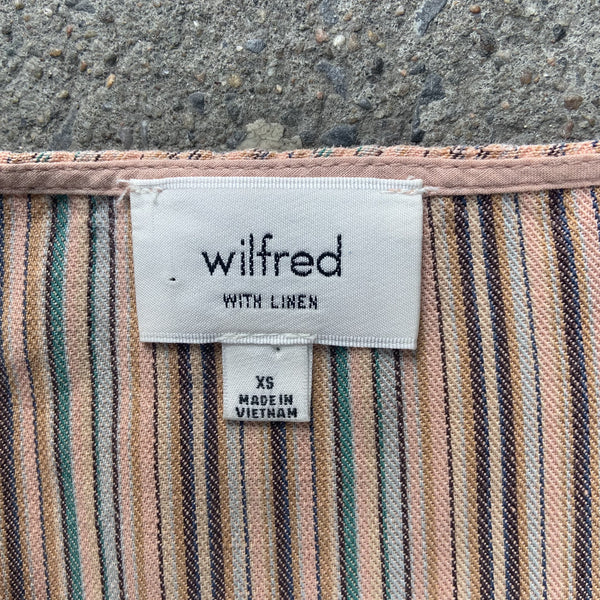 wilfred
WITH LINEN
XS
MADE IN
VIETNAM